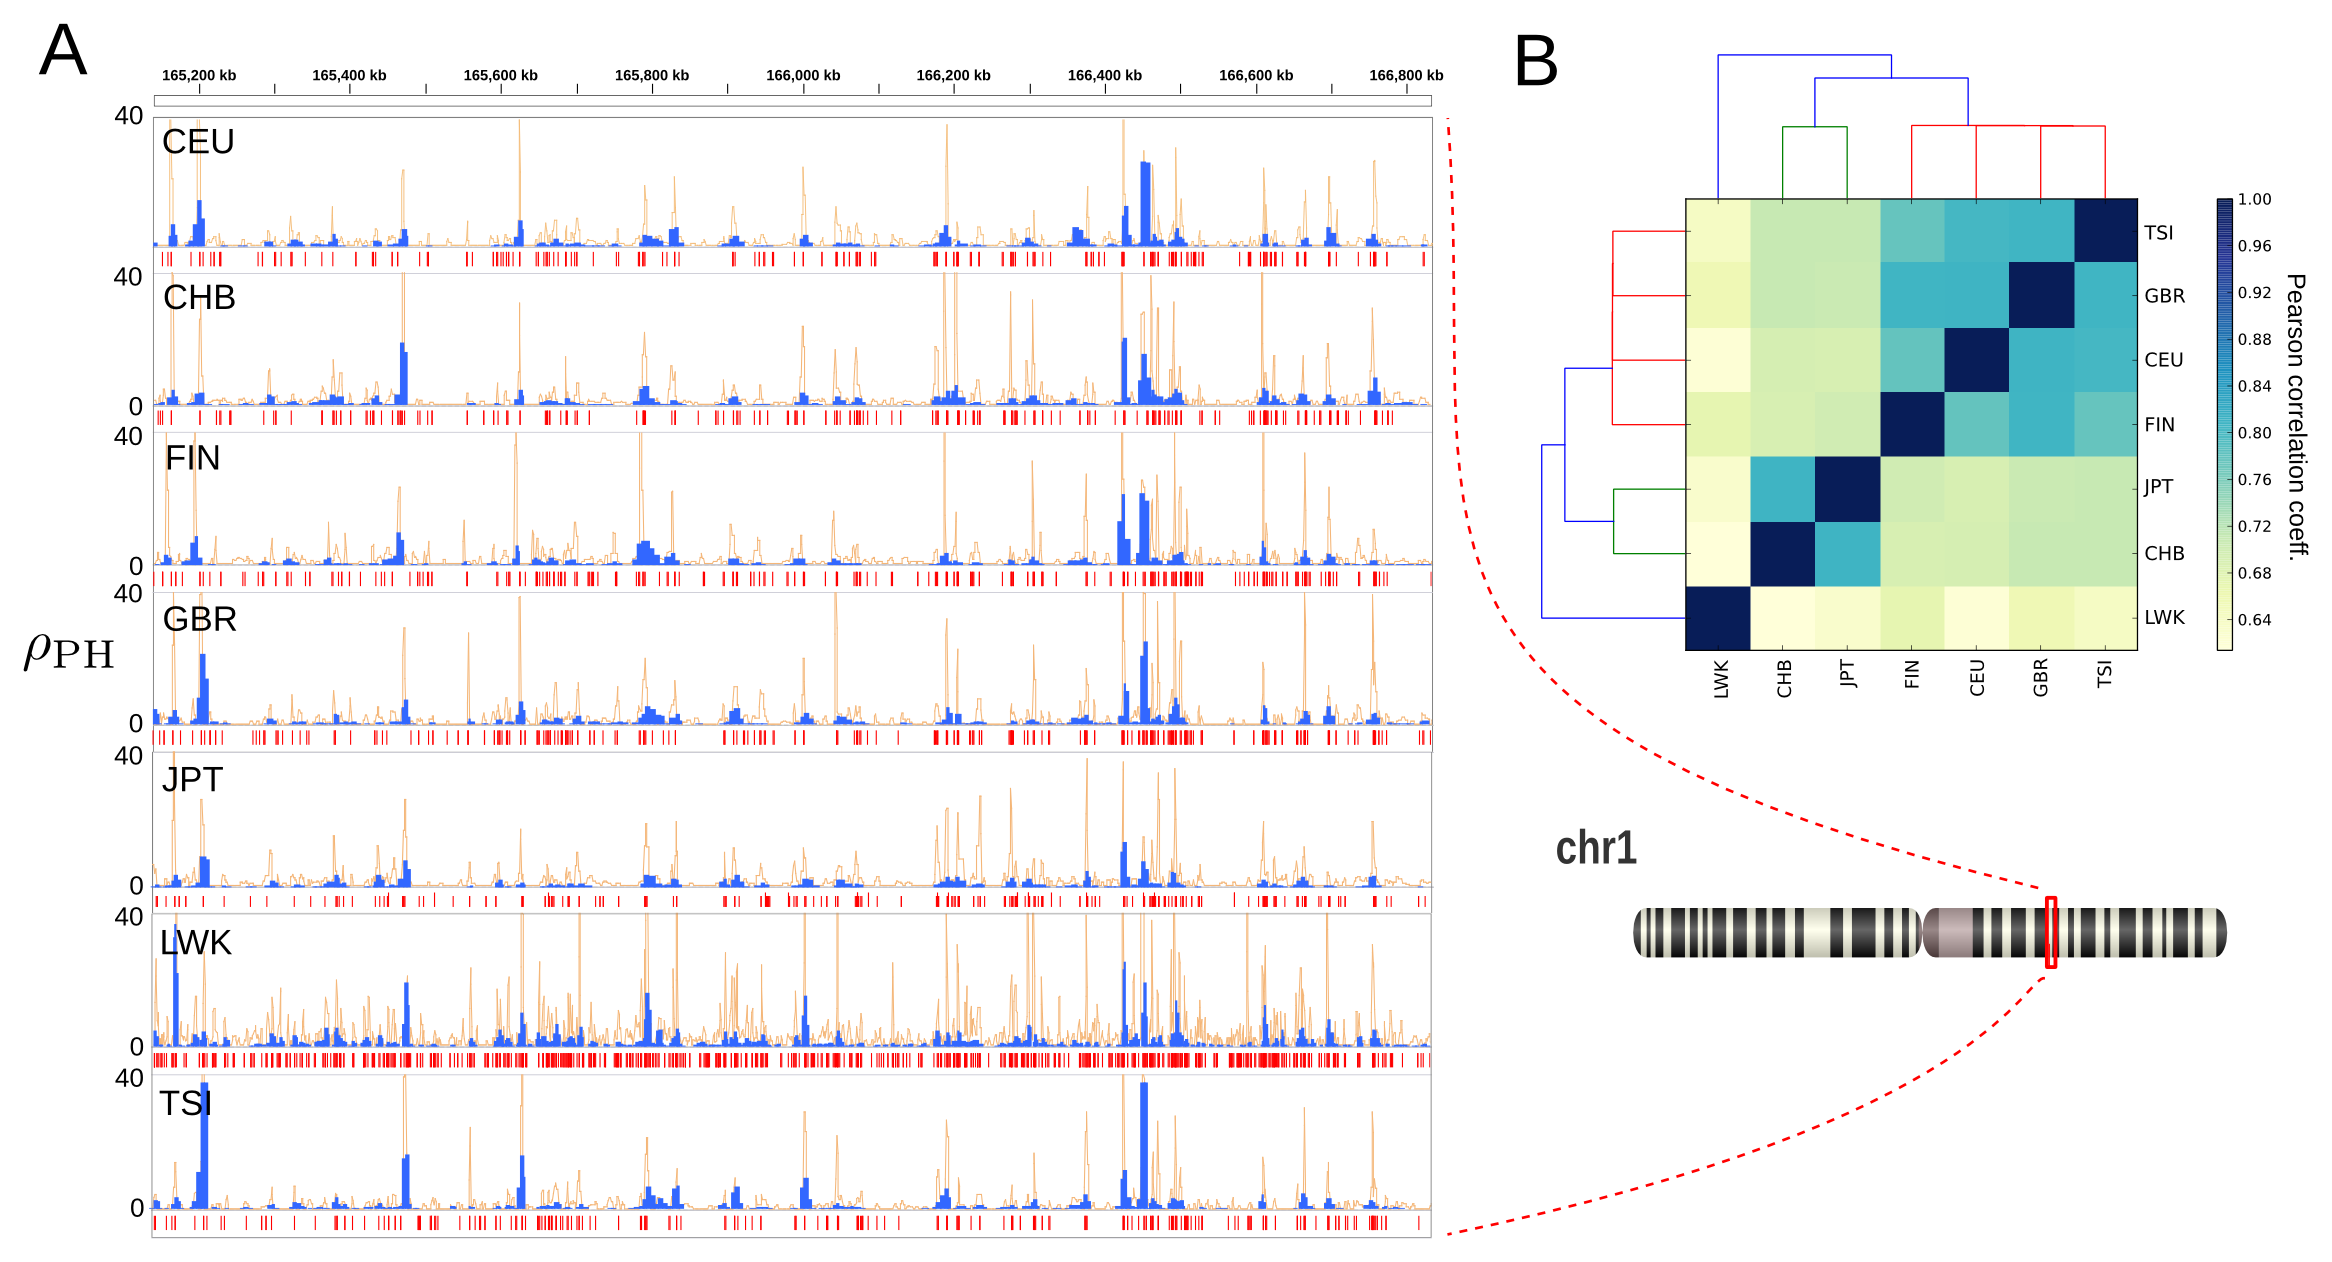 A
165,200 kb 165,400 kb 165,600 kb 165,800 kb 166,000 kb 166,200 kb 166,400 kb 166,600 kb 166,800 kb
40
CEU
40
CHB
0
40
FIN
0
40
GBR
ρPH
0
40
JPT
0
40
LWK
0
40
TSI
0
B
TSI
GBR
CEU
FIN
JPT
CHB
LWK
LWK CHB JPT FIN CEU GBR TSI
1.00
0.96
0.92
0.88
0.84
0.80
0.76
0.72
0.68
0.64
Pearson correlation coeff.
chr1